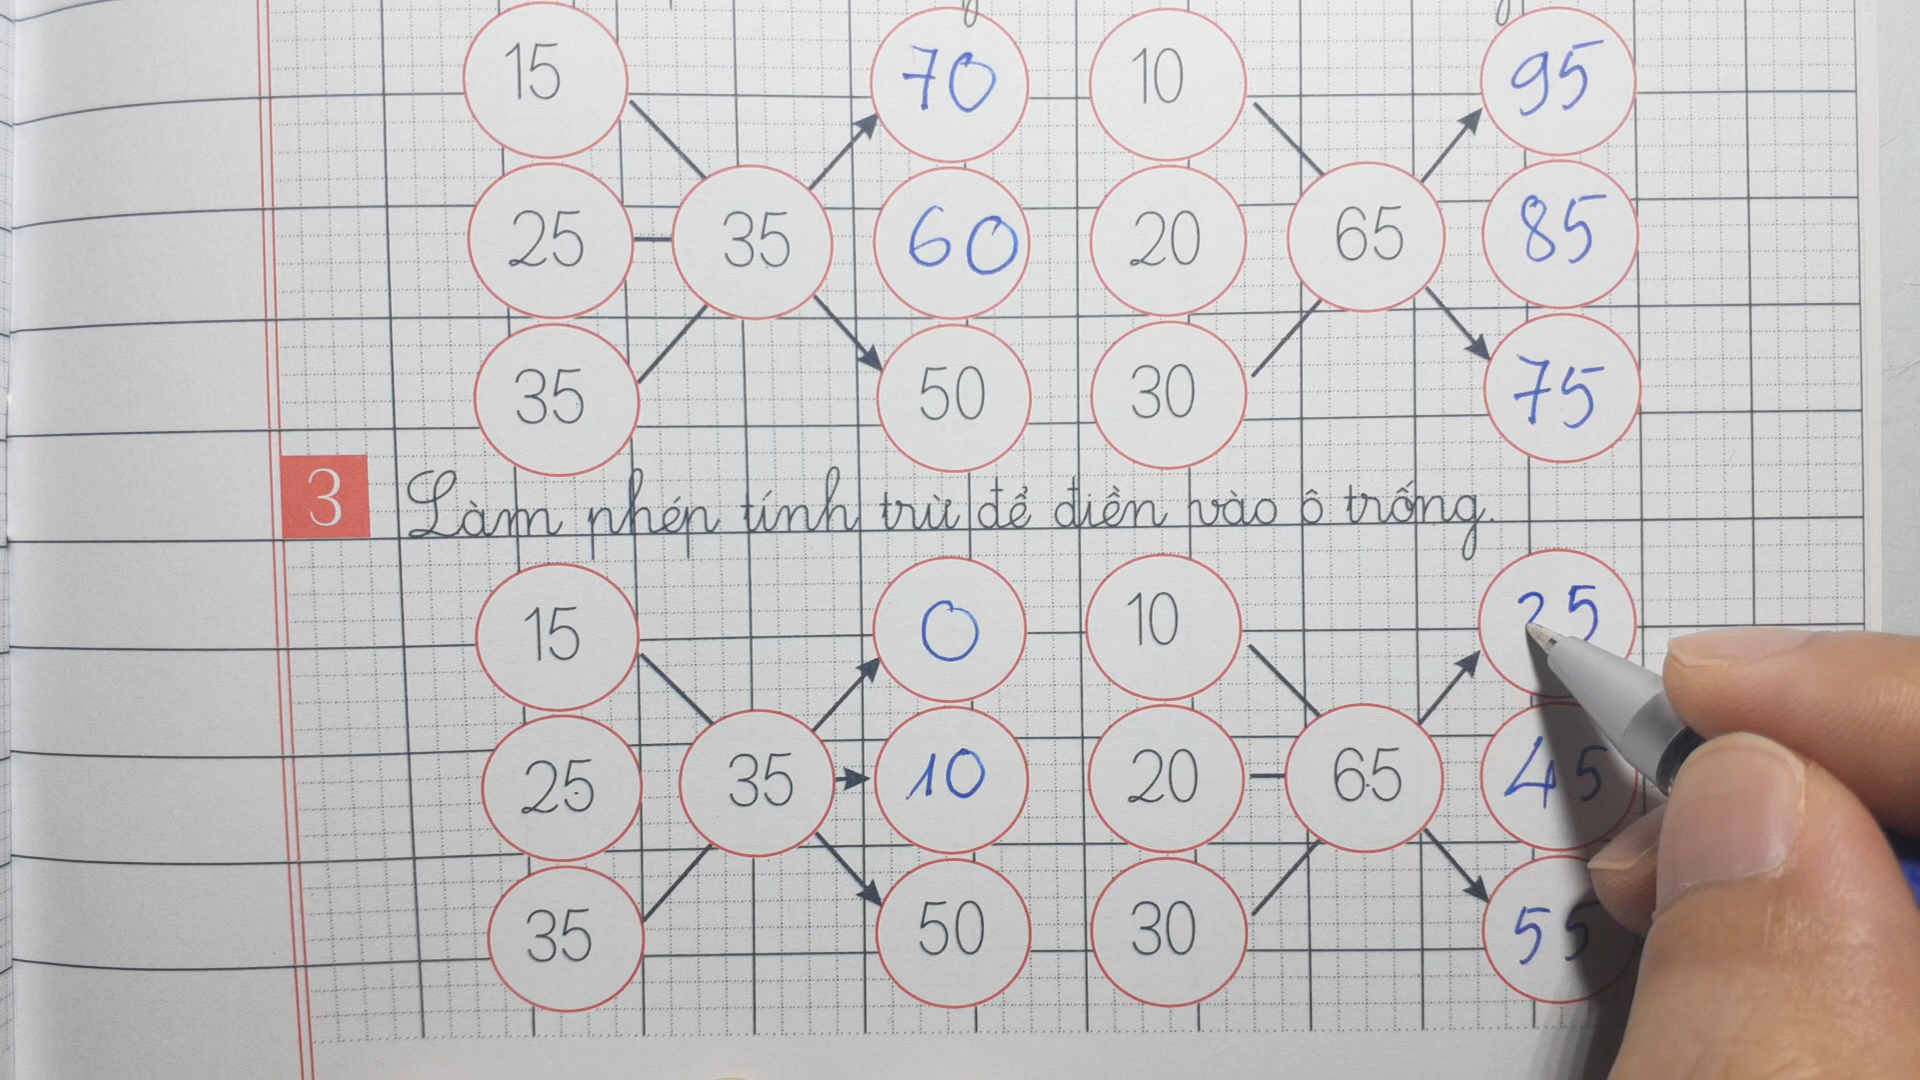 15 70 10 95
25 35 60 20 65 85
35 50 30 75
3 Làm phép tính trừ để điền vào ô trống.
15 0 10 35
25 35 10 20 65 45
35 50 30 55